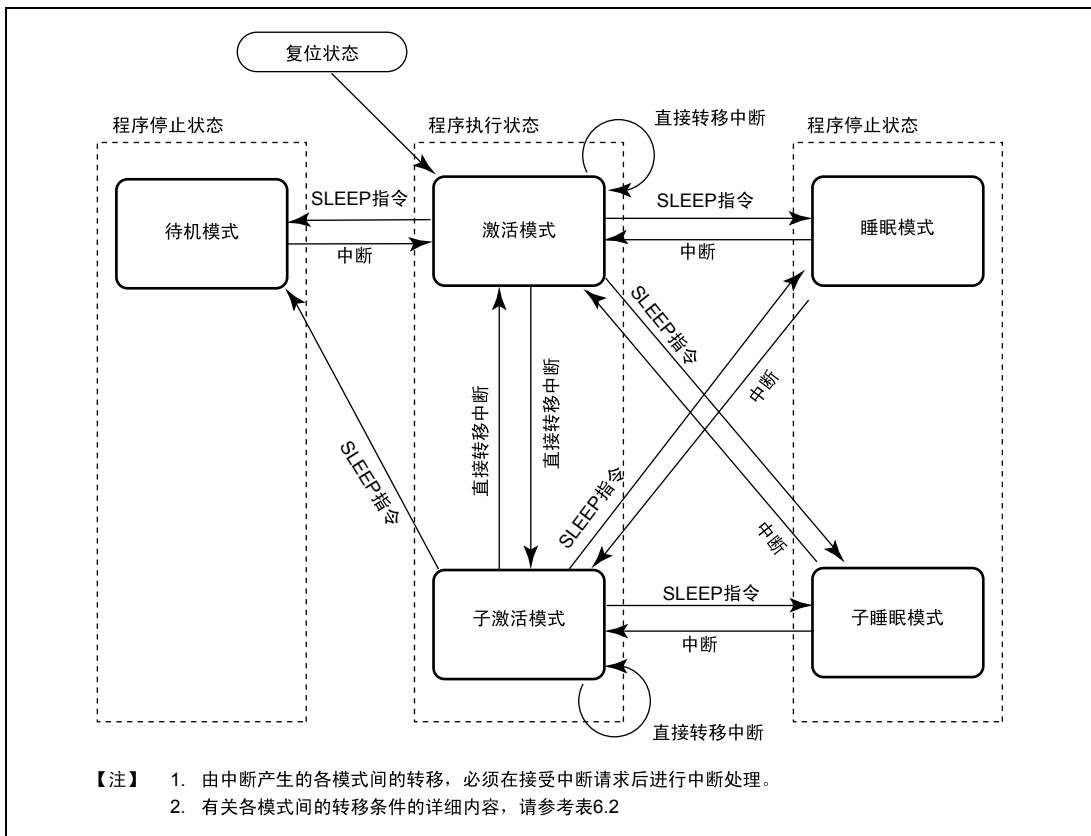 复位状态
程序停止状态
程序执行状态
直接转移中断
程序停止状态
待机模式
SLEEP指令
中断
激活模式
SLEEP指令
中断
睡眠模式
SLEEP指令
直接转移中断
直接转移中断
SLEEP指令
中断
SLEEP指令
中断
子激活模式
SLEEP指令
中断
子睡眠模式
直接转移中断
【注】 1. 由中断产生的各模式间的转移，必须在接受中断请求后进行中断处理。
2. 有关各模式间的转移条件的详细内容，请参考表6.2